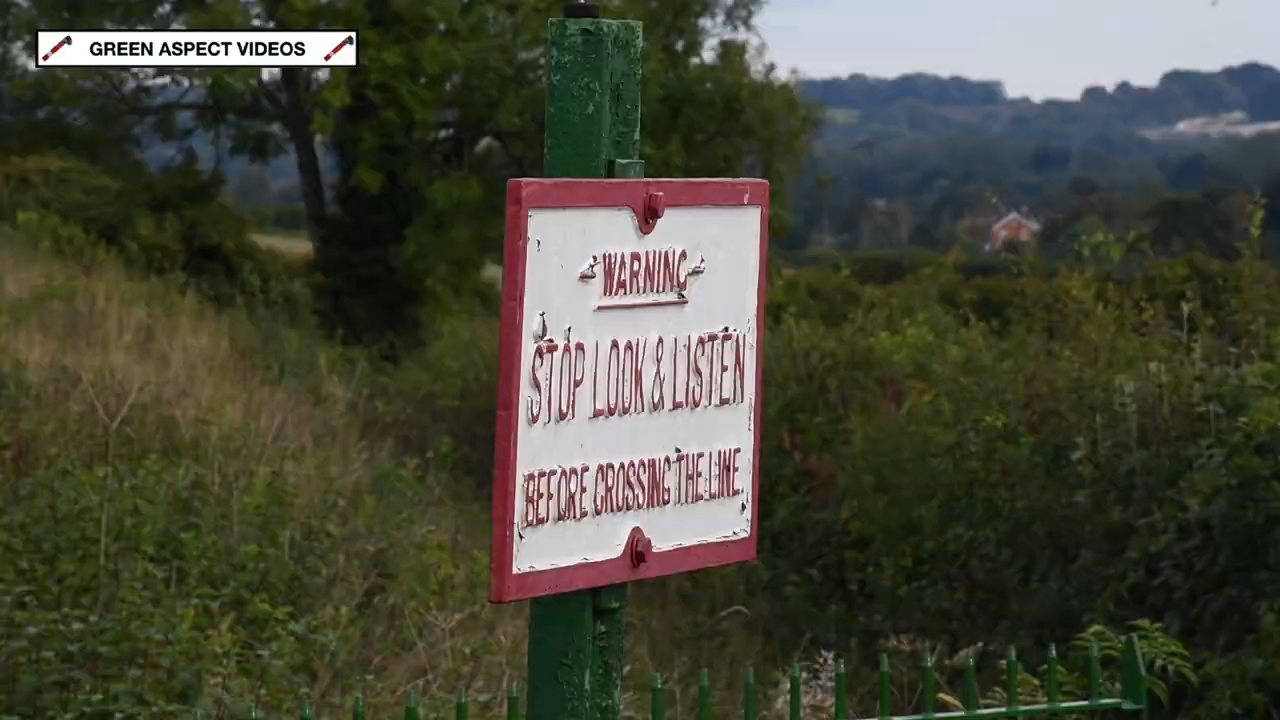 GREEN ASPECT VIDEOS
WARNING
STOP LOOK & LISTEN
BEFORE CROSSING THE LINE